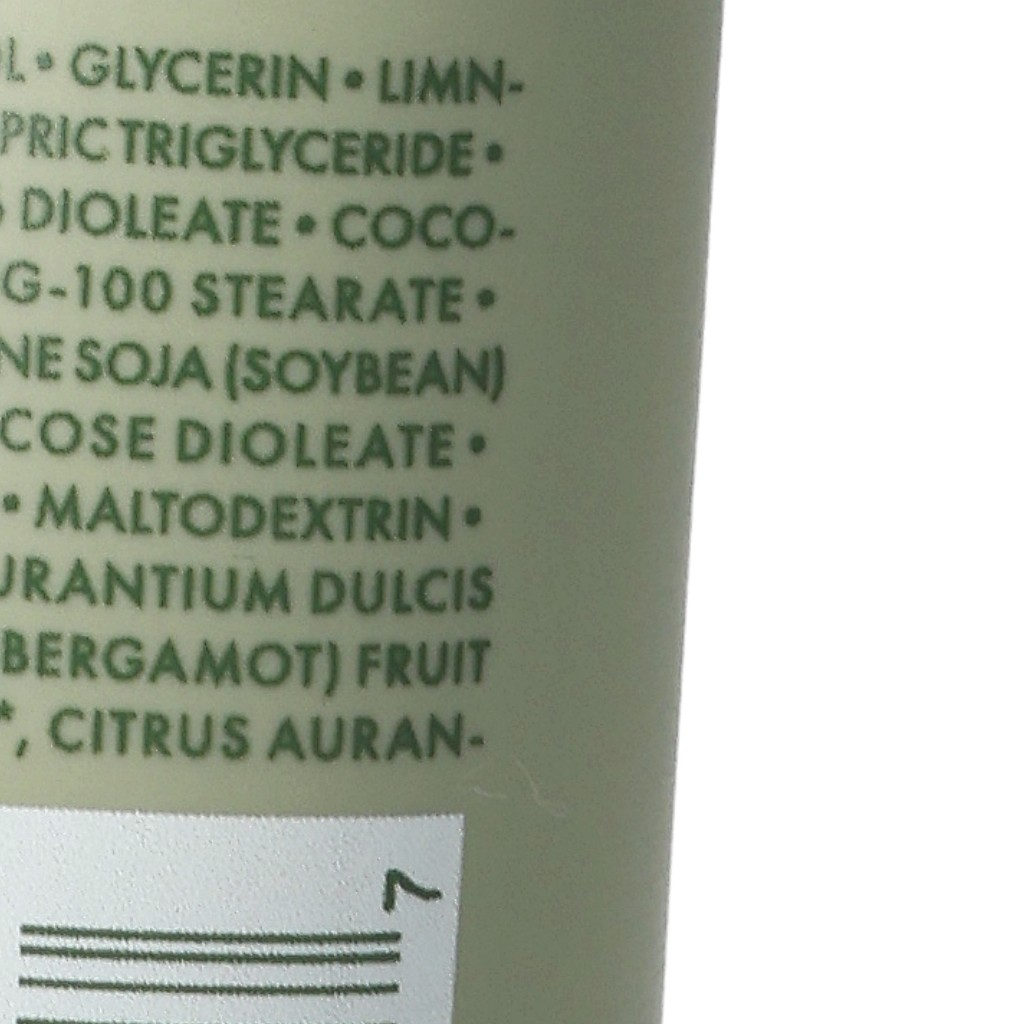 L • GLYCERIN • LIMN-
PRIC TRIGLYCERIDE •
DIOLEATE • COCO-
G-100 STEARATE •
NE SOJA (SOYBEAN)
COSE DIOLEATE •
• MALTODEXTRIN •
URANTIUM DULCIS
(BERGAMOT) FRUIT
*, CITRUS AURAN-
7